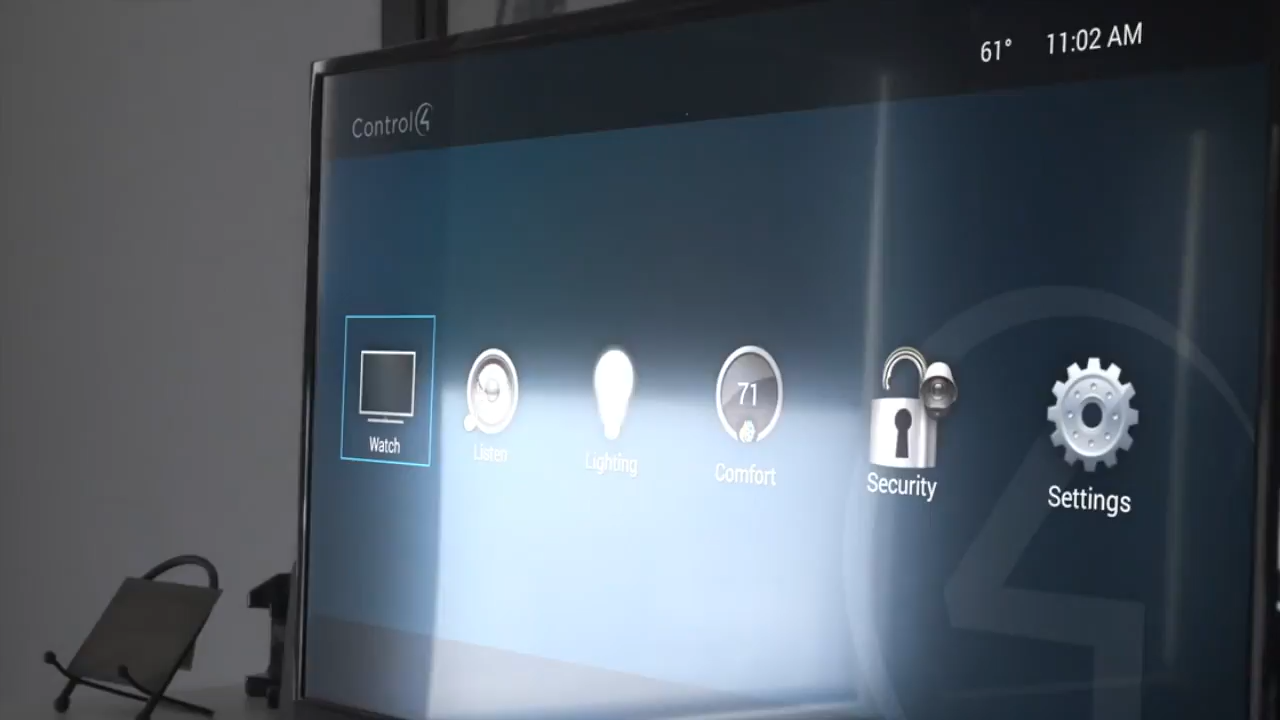 61° 11:02 AM
Control4
71
Watch
Listen
Lighting
Comfort
Security
Settings